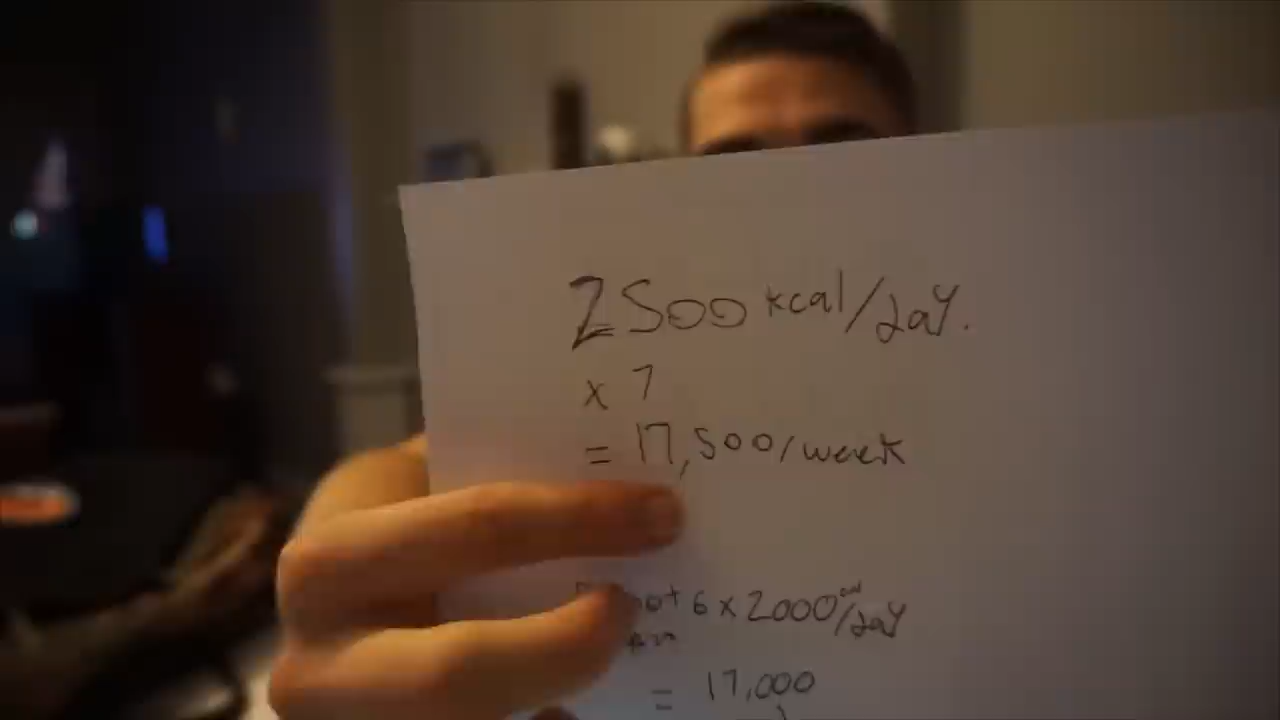 2500 kcal/day.
x 7
= 17,500/week
6 x 2000 /day
= 17,000